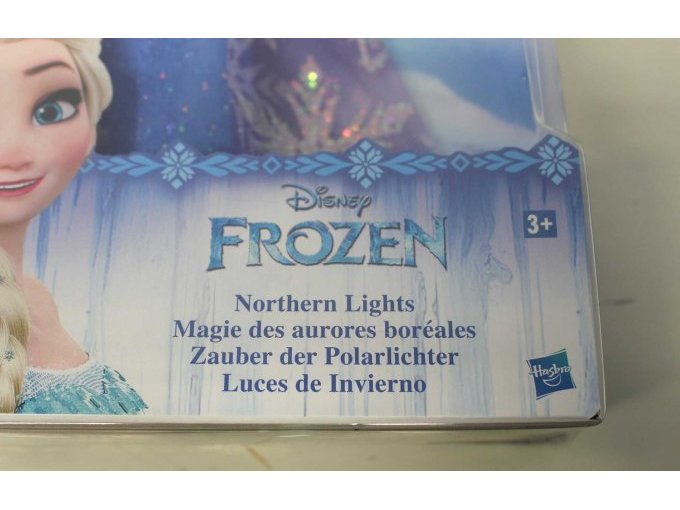 Disney
FROZEN
3+
Northern Lights
Magie des aurores boréales
Zauber der Polarlichter
Luces de Invierno
Hasbro